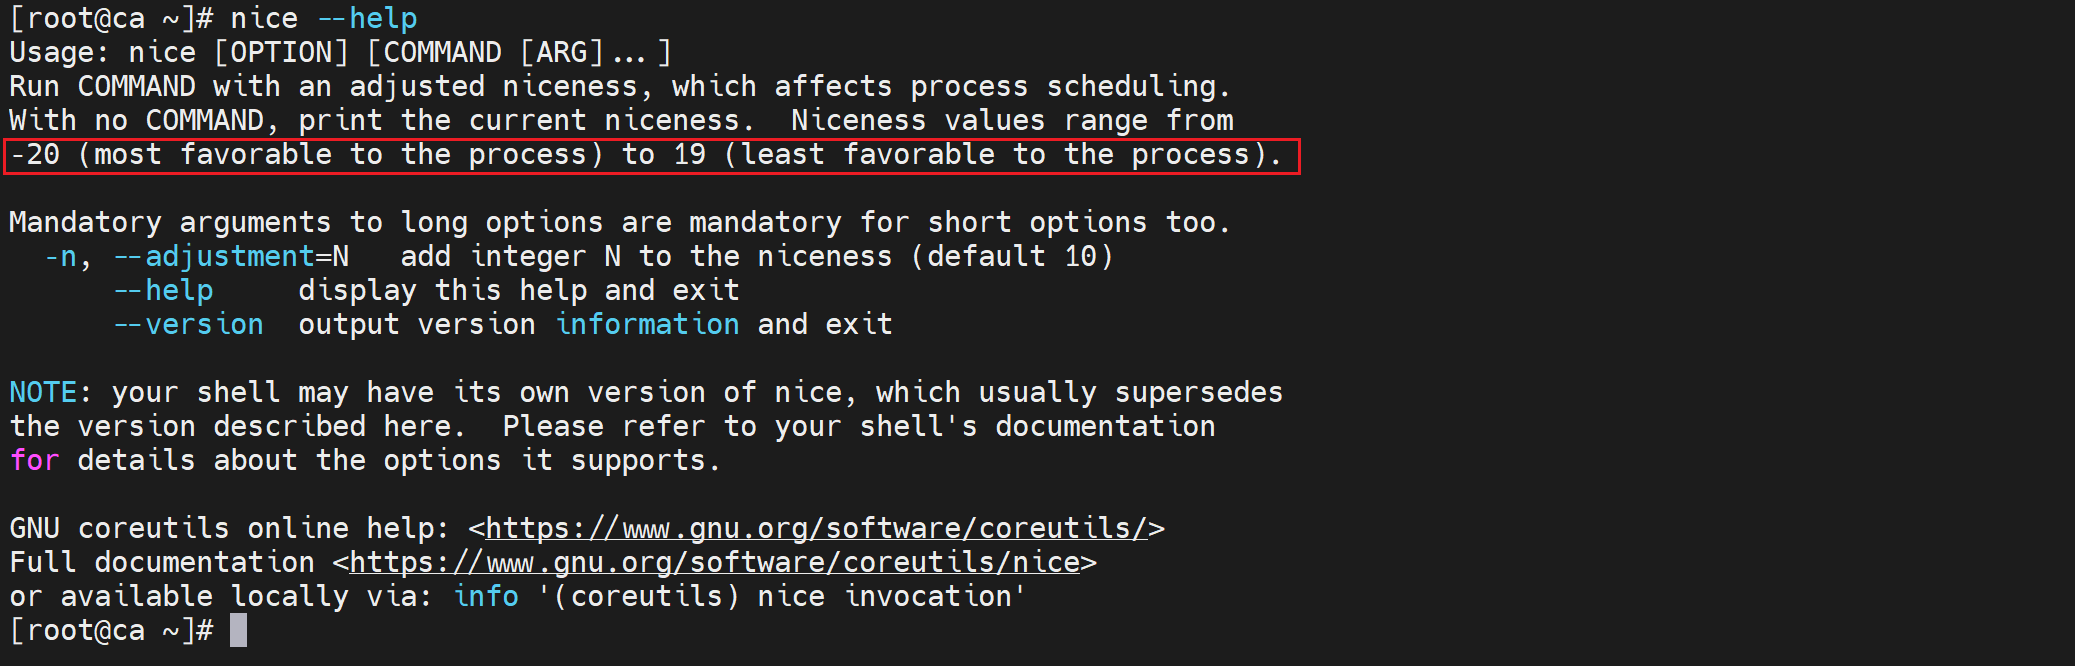 [root@ca ~]# nice --help
Usage: nice [OPTION] [COMMAND [ARG]...]
Run COMMAND with an adjusted niceness, which affects process scheduling.
With no COMMAND, print the current niceness.  Niceness values range from
-20 (most favorable to the process) to 19 (least favorable to the process).

Mandatory arguments to long options are mandatory for short options too.
  -n, --adjustment=N   add integer N to the niceness (default 10)
      --help     display this help and exit
      --version  output version information and exit

NOTE: your shell may have its own version of nice, which usually supersedes
the version described here.  Please refer to your shell's documentation
for details about the options it supports.

GNU coreutils online help: <https://www.gnu.org/software/coreutils/>
Full documentation <https://www.gnu.org/software/coreutils/nice>
or available locally via: info '(coreutils) nice invocation'
[root@ca ~]#